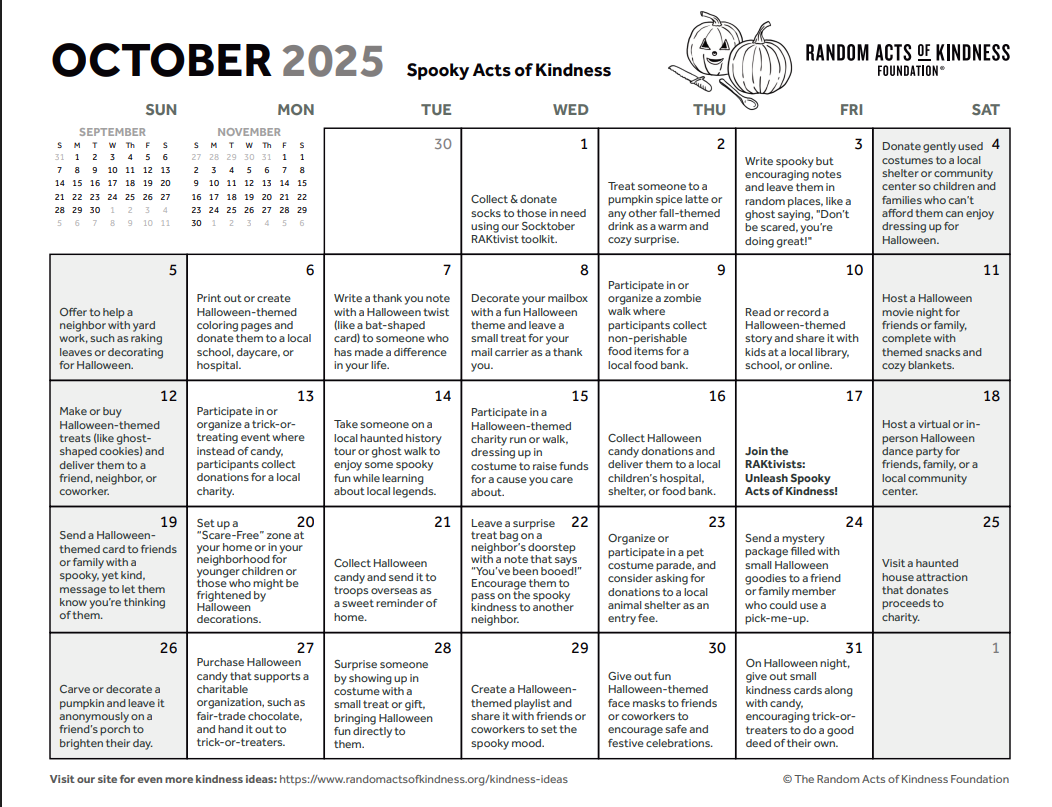 OCTOBER 2025 Spooky Acts of Kindness
RANDOM ACTS OF KINDNESS
FOUNDATION®
SUN MON TUE WED THU FRI SAT
SEPTEMBER
S M T W Th F S
31 1 2 3 4 5 6
7 8 9 10 11 12 13
14 15 16 17 18 19 20
21 22 23 24 25 26 27
28 29 30 1 2 3 4
5 6 7 8 9 10 11
NOVEMBER
S M T W Th F S
27 28 29 30 31 1 1
2 3 4 5 6 7 8
9 10 11 12 13 14 15
16 17 18 19 20 21 22
23 24 25 26 27 28 29
30 1 2 3 4 5 6
30
1
Collect & donate
socks to those in need
using our Socktober
RAKtivist toolkit.
2
Treat someone to a
pumpkin spice latte or
any other fall-themed
drink as a warm and
cozy surprise.
3
Write spooky but
encouraging notes
and leave them in
random places, like a
ghost saying, "Don't
be scared, you're
doing great!"
4
Donate gently used
costumes to a local
shelter or community
center so children and
families who can't
afford them can enjoy
dressing up for
Halloween.
5
Offer to help a
neighbor with yard
work, such as raking
leaves or decorating
for Halloween.
6
Print out or create
Halloween-themed
coloring pages and
donate them to a local
school, daycare, or
hospital.
7
Write a thank you note
with a Halloween twist
(like a bat-shaped
card) to someone who
has made a difference
in your life.
8
Decorate your mailbox
with a fun Halloween
theme and leave a
small treat for your
mail carrier as a thank
you.
9
Participate in or
organize a zombie
walk where
participants collect
non-perishable
food items for a
local food bank.
10
Read or record a
Halloween-themed
story and share it with
kids at a local library,
school, or online.
11
Host a Halloween
movie night for
friends or family,
complete with
themed snacks and
cozy blankets.
12
Make or buy
Halloween-themed
treats (like ghost-
shaped cookies) and
deliver them to a
friend, neighbor, or
coworker.
13
Participate in or
organize a trick-or-
treating event where
instead of candy,
participants collect
donations for a local
charity.
14
Take someone on a
local haunted history
tour or ghost walk to
enjoy some spooky
fun while learning
about local legends.
15
Participate in a
Halloween-themed
charity run or walk,
dressing up in
costume to raise funds
for a cause you care
about.
16
Collect Halloween
candy donations and
deliver them to a local
children's hospital,
shelter, or food bank.
17
Join the
RAKtivists:
Unleash Spooky
Acts of Kindness!
18
Host a virtual or in-
person Halloween
dance party for
friends, family, or a
local community
center.
19
Send a Halloween-
themed card to friends
or family with a
spooky, yet kind,
message to let them
know you're thinking
of them.
20
Set up a
“Scare-Free” zone at
your home or in your
neighborhood for
younger children or
those who might be
frightened by
Halloween
decorations.
21
Collect Halloween
candy and send it to
troops overseas as
a sweet reminder of
home.
22
Leave a surprise
treat bag on a
neighbor's doorstep
with a note that says
“You've been booed!”
Encourage them to
pass on the spooky
kindness to another
neighbor.
23
Organize or
participate in a pet
costume parade, and
consider asking for
donations to a local
animal shelter as an
entry fee.
24
Send a mystery
package filled with
small Halloween
goodies to a friend
or family member
who could use a
pick-me-up.
25
Visit a haunted
house attraction
that donates
proceeds to
charity.
26
Carve or decorate a
pumpkin and leave it
anonymously on a
friend's porch to
brighten their day.
27
Purchase Halloween
candy that supports a
charitable
organization, such as
fair-trade chocolate,
and hand it out to
trick-or-treaters.
28
Surprise someone
by showing up in
costume with a
small treat or gift,
bringing Halloween
fun directly to
them.
29
Create a Halloween-
themed playlist and
share it with friends or
coworkers to set the
spooky mood.
30
Give out fun
Halloween-themed
face masks to friends
or coworkers to
encourage safe and
festive celebrations.
31
On Halloween night,
give out small
kindness cards along
with candy,
encouraging trick-or-
treaters to do a good
deed of their own.
1
Visit our site for even more kindness ideas: https://www.randomactsofkindness.org/kindness-ideas
© The Random Acts of Kindness Foundation